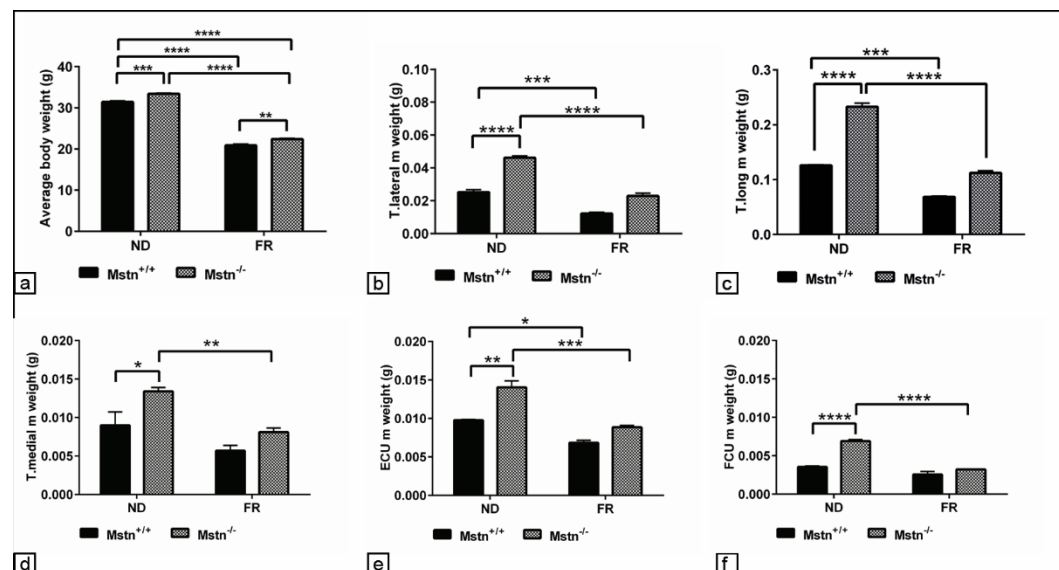 ****
****
***
****
**
Average body weight (g)
40
30
20
10
0
ND
FR
Mstn+/+
Mstn-/-
a
***
****
****
T.lateral m weight (g)
0.10
0.08
0.06
0.04
0.02
0.00
ND
FR
Mstn+/+
Mstn-/-
b
***
****
****
T.long m weight (g)
0.3
0.2
0.1
0.0
ND
FR
Mstn+/+
Mstn-/-
c
**
*
T.medial m weight (g)
0.020
0.015
0.010
0.005
0.000
ND
FR
Mstn+/+
Mstn-/-
d
*
***
**
ECU m weight (g)
0.020
0.015
0.010
0.005
0.000
ND
FR
Mstn+/+
Mstn-/-
e
****
****
FCU m weight (g)
0.020
0.015
0.010
0.005
0.000
ND
FR
Mstn+/+
Mstn-/-
f